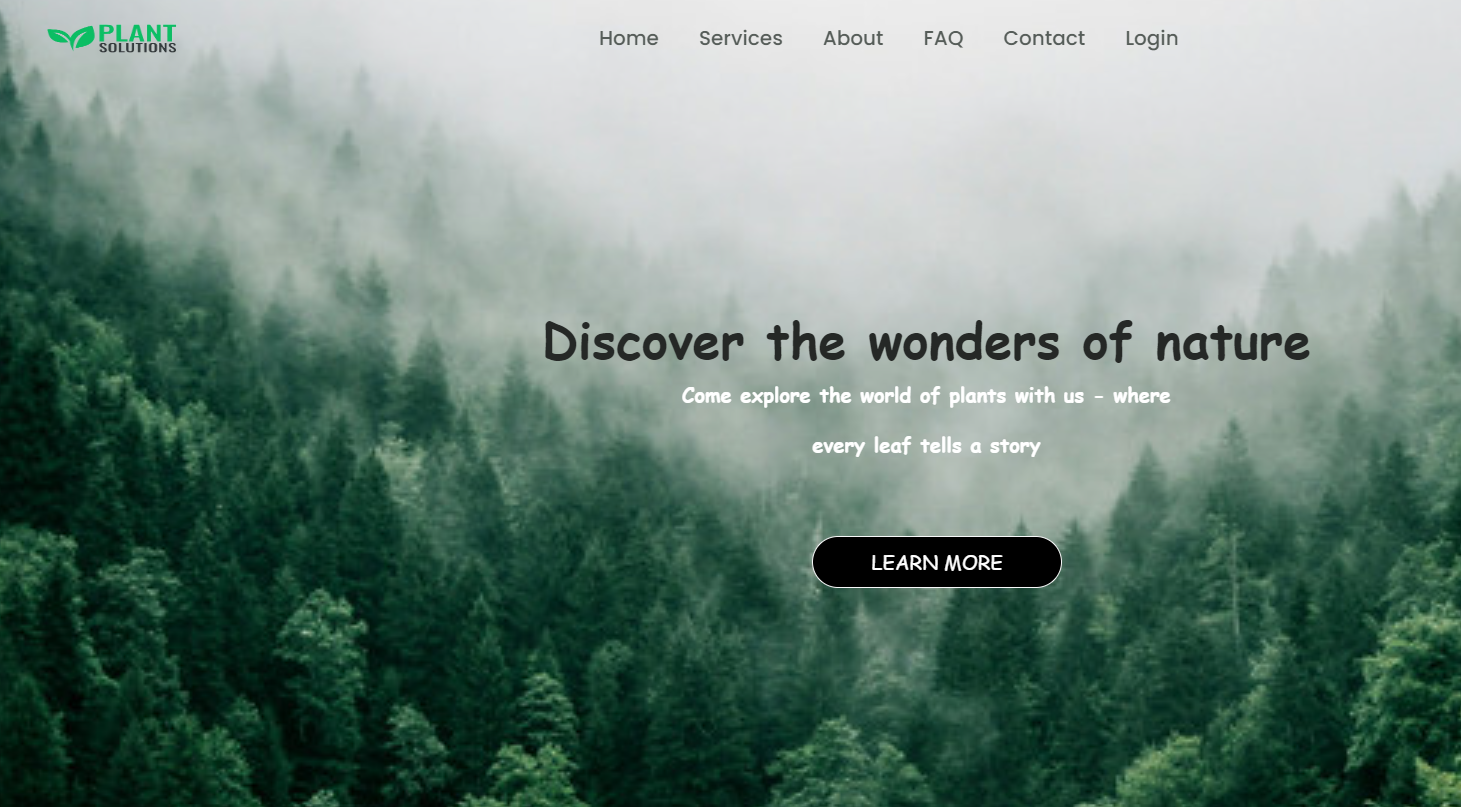 PLANT
SOLUTIONS
Home Services About FAQ Contact Login
Discover the wonders of nature
Come explore the world of plants with us - where
every leaf tells a story
LEARN MORE